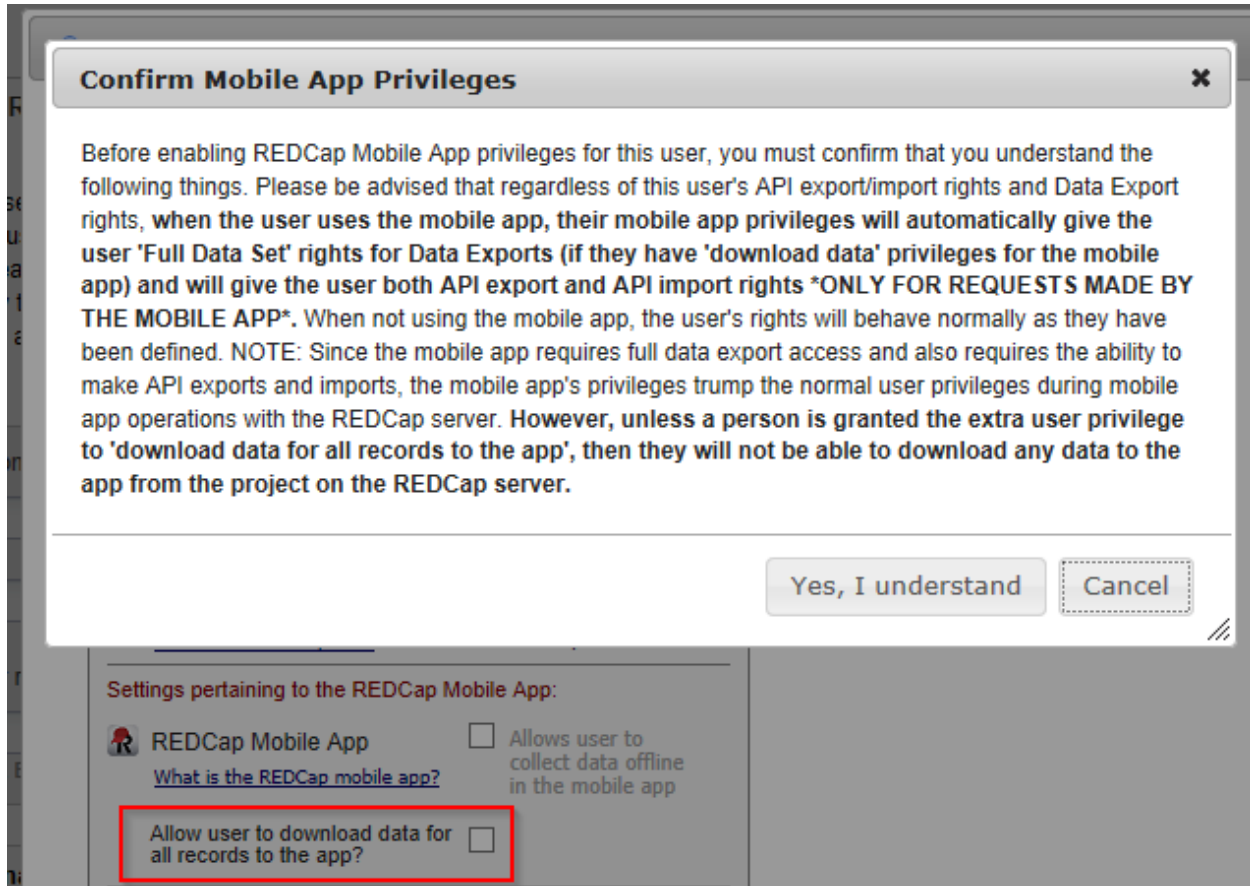 Confirm Mobile App Privileges
Before enabling REDCap Mobile App privileges for this user, you must confirm that you understand the
following things. Please be advised that regardless of this user's API export/import rights and Data Export
rights, when the user uses the mobile app, their mobile app privileges will automatically give the
user 'Full Data Set' rights for Data Exports (if they have 'download data' privileges for the mobile
app) and will give the user both API export and API import rights *ONLY FOR REQUESTS MADE BY
THE MOBILE APP*. When not using the mobile app, the user's rights will behave normally as they have
been defined. NOTE: Since the mobile app requires full data export access and also requires the ability to
make API exports and imports, the mobile app's privileges trump the normal user privileges during mobile
app operations with the REDCap server. However, unless a person is granted the extra user privilege
to 'download data for all records to the app', then they will not be able to download any data to the
app from the project on the REDCap server.
Yes, I understand Cancel
Settings pertaining to the REDCap Mobile App:
REDCap Mobile App
What is the REDCap mobile app?
Allows user to
collect data offline
in the mobile app
Allow user to download data for
all records to the app?